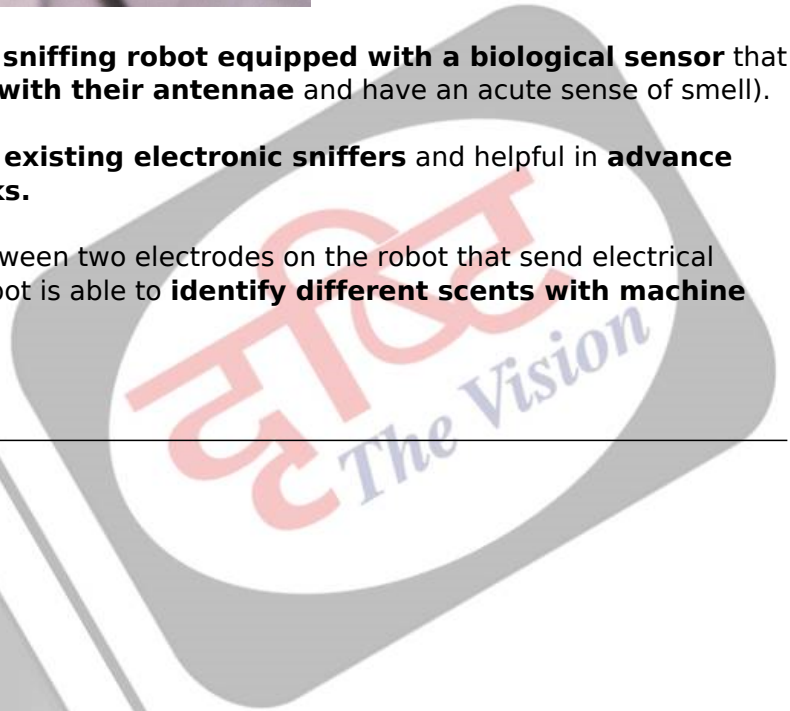 sniffing robot equipped with a biological sensor that
with their antennae and have an acute sense of smell).
existing electronic sniffers and helpful in advance
ks.
ween two electrodes on the robot that send electrical
bot is able to identify different scents with machine
दृष्टि
The Vision